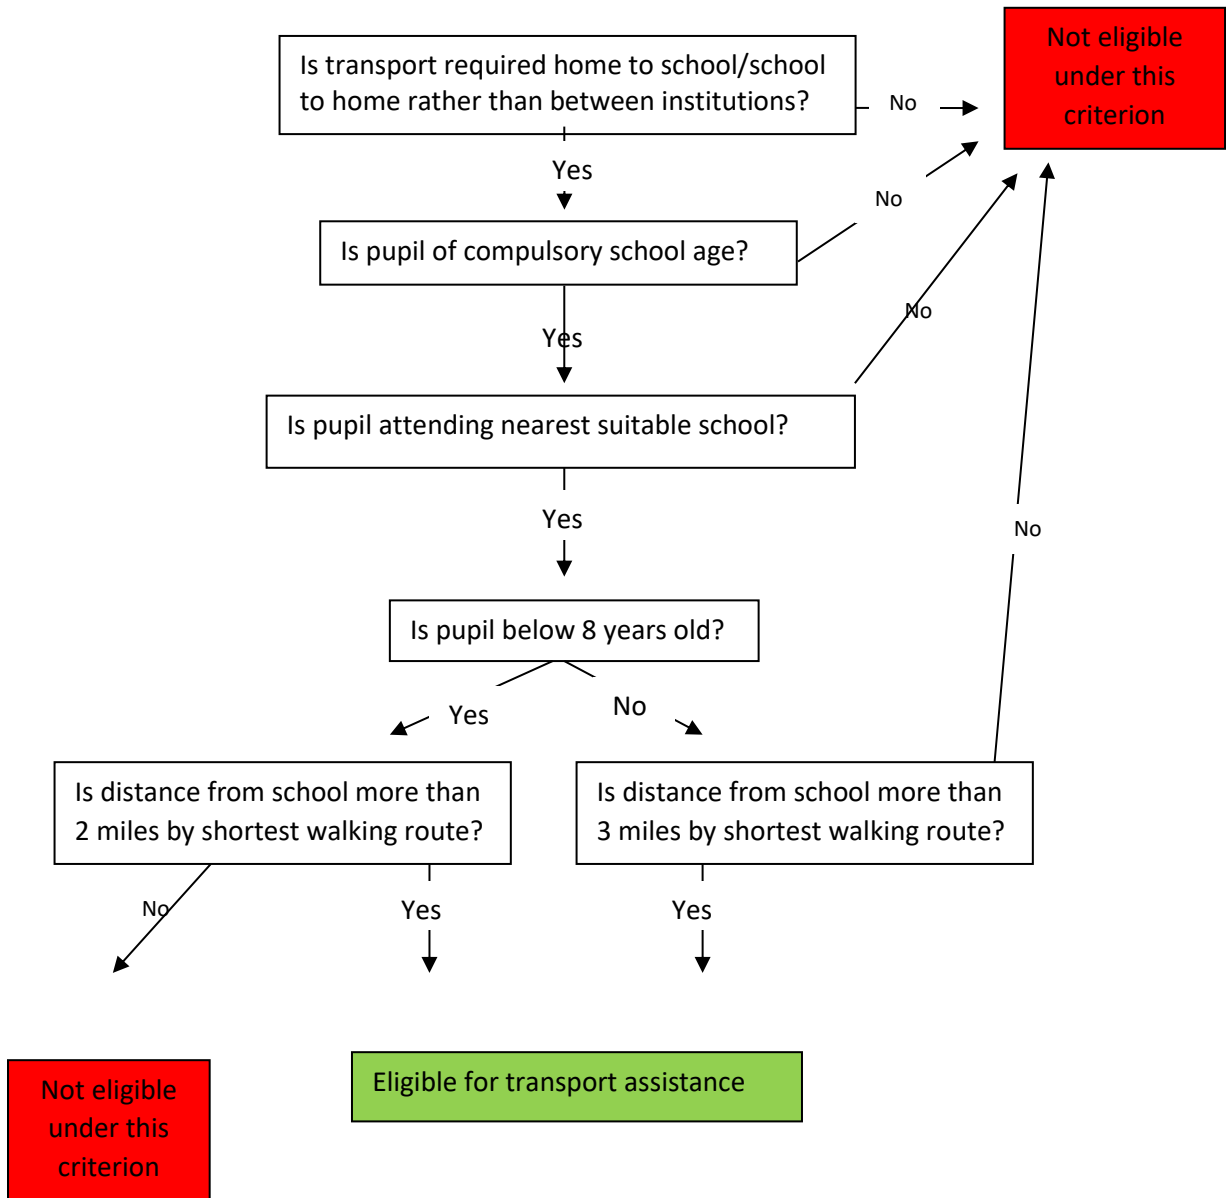 Not eligible
under this
criterion
Is transport required home to school/school
to home rather than between institutions?
No
Yes
No
Is pupil of compulsory school age?
No
Yes
Is pupil attending nearest suitable school?
Yes
No
Is pupil below 8 years old?
Yes
No
Is distance from school more than
2 miles by shortest walking route?
Is distance from school more than
3 miles by shortest walking route?
No
Yes
Yes
Eligible for transport assistance
Not eligible
under this
criterion